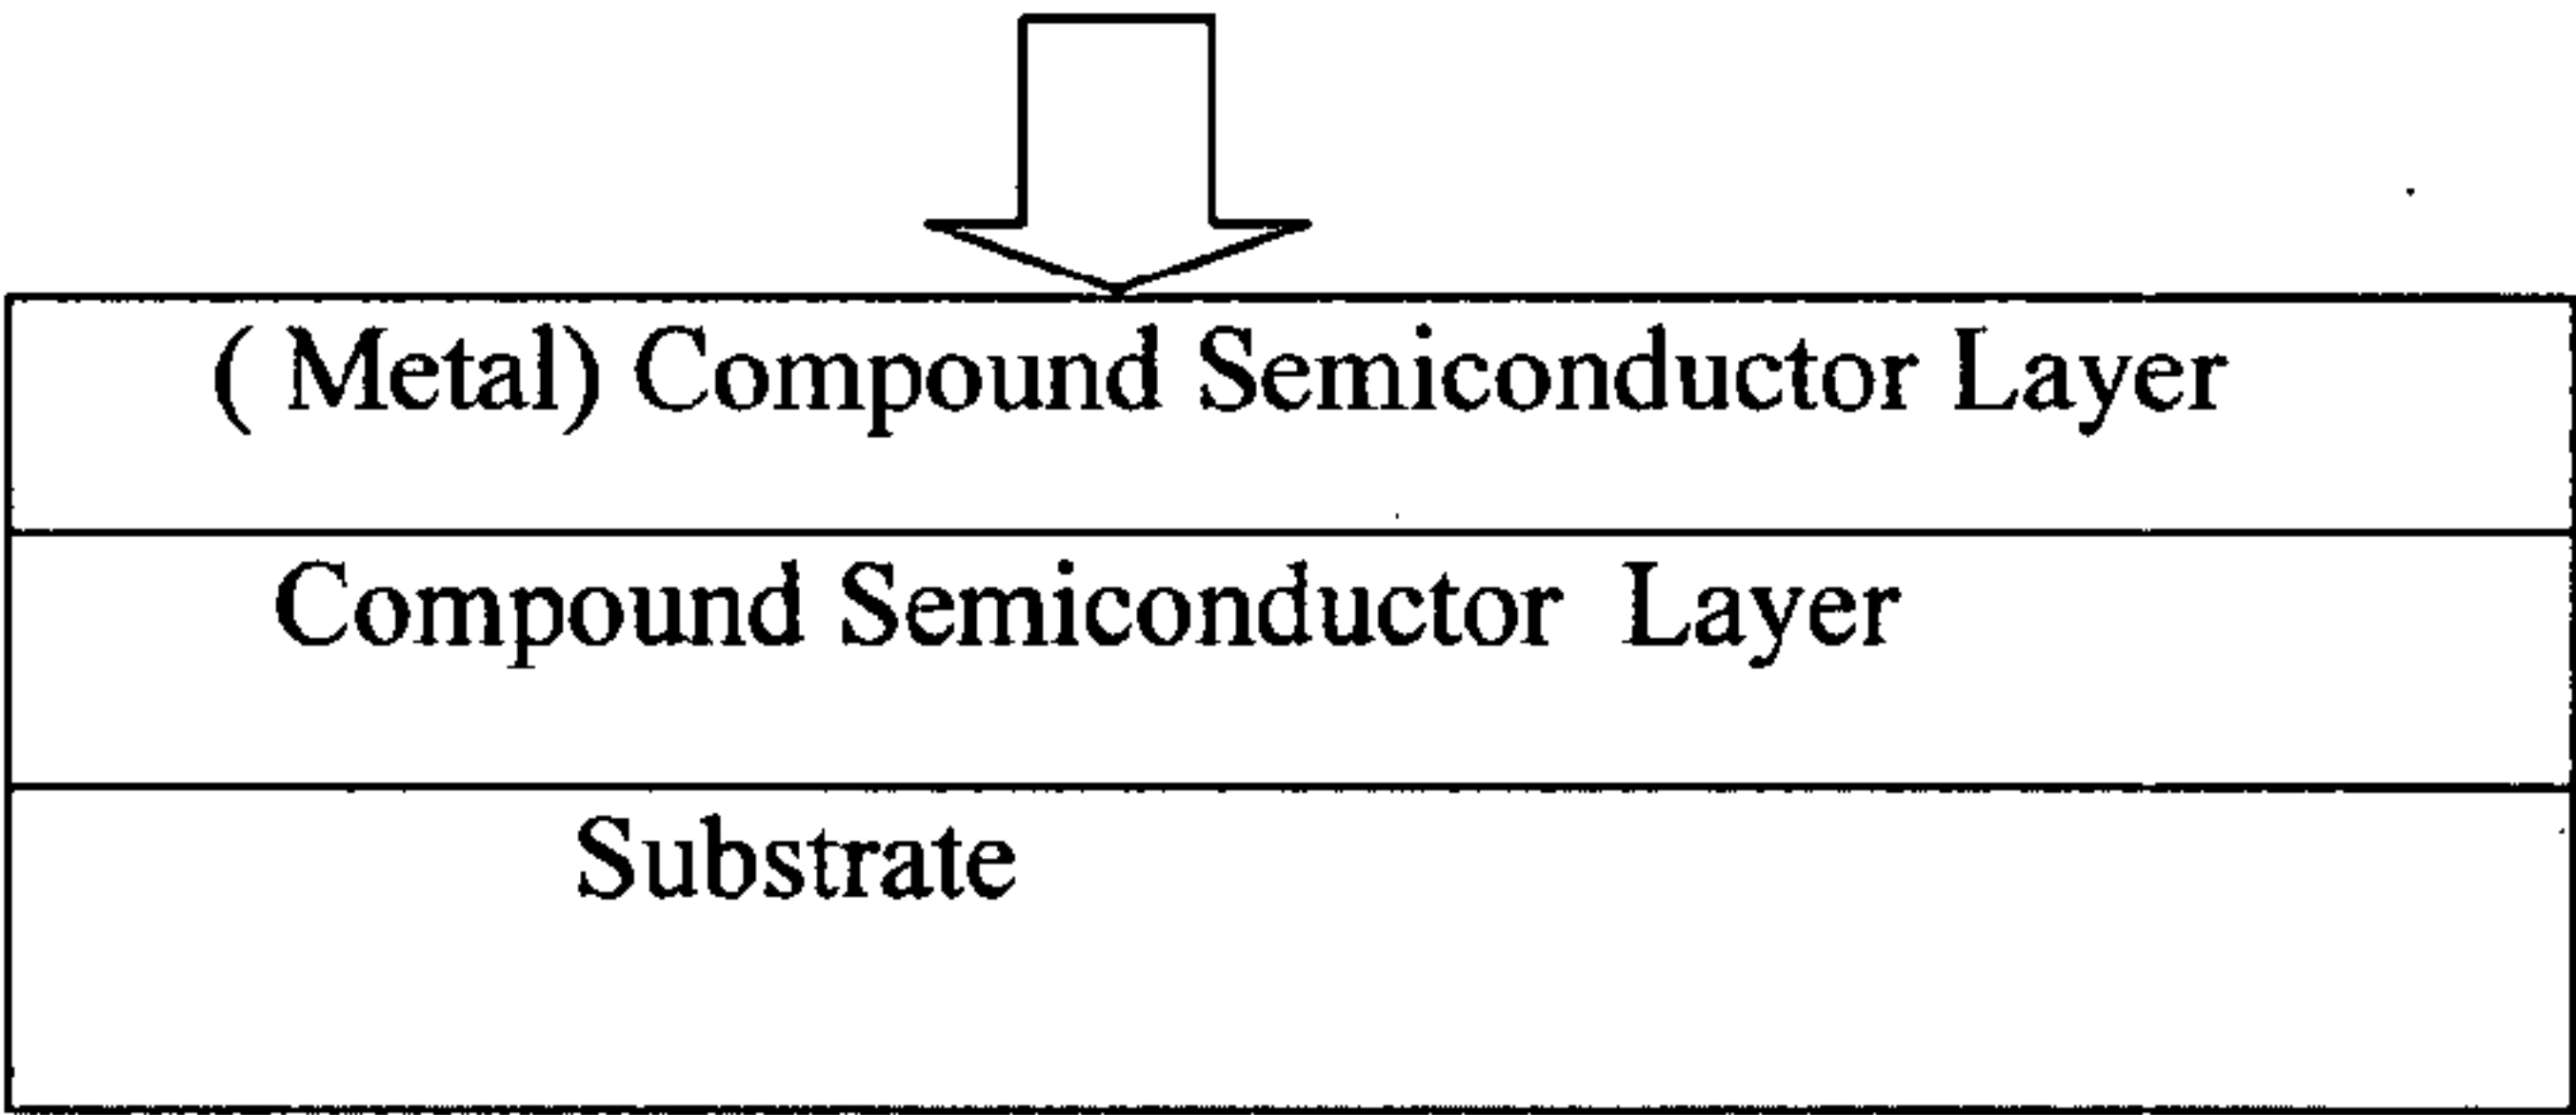 ( Metal) Compound Semiconductor Layer
Compound Semiconductor Layer
Substrate